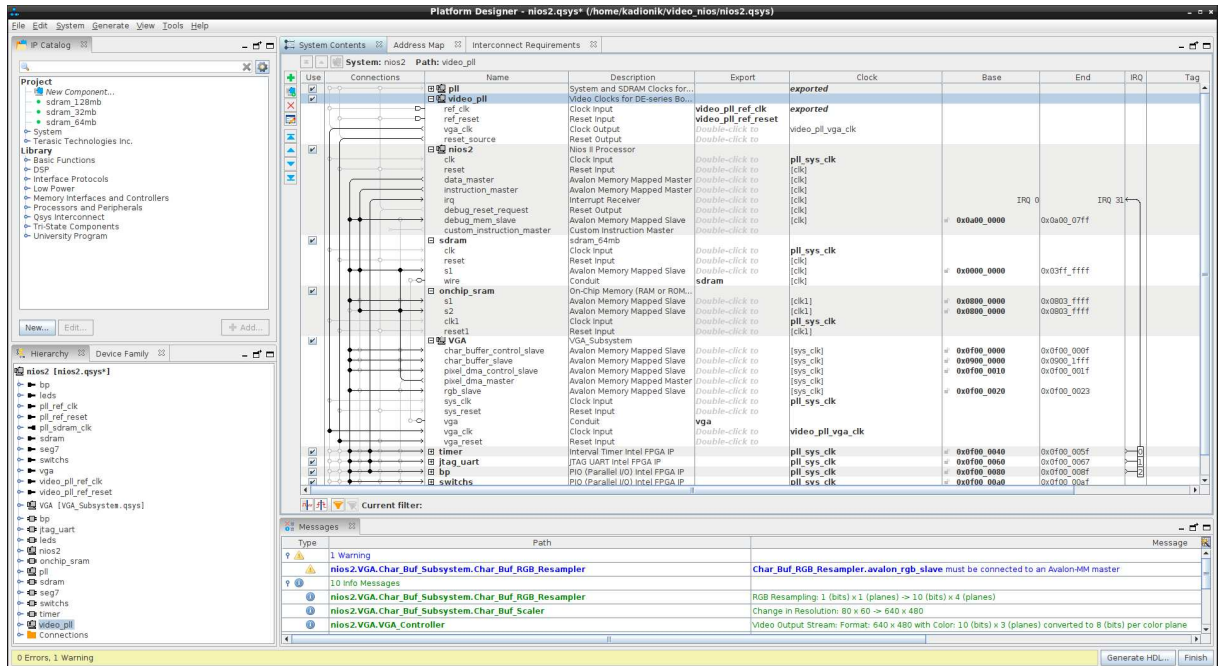 Platform Designer - nios2.qsys* (/home/kadionik/video_nios/nios2.qsys)
File Edit System Generate View Tools Help
IP Catalog
Project
New Component...
sdram_128mb
sdram_32mb
sdram_64mb
System
Terasic Technologies Inc.
Library
Basic Functions
DSP
Interface Protocols
Low Power
Memory Interfaces and Controllers
Processors and Peripherals
Qsys Interconnect
Tri-State Components
University Program
New... Edit... Add...
Hierarchy Device Family
nios2 [nios2.qsys*]
bp
leds
pll_ref_clk
pll_ref_reset
pll_sdram_clk
sdram
seg7
switchs
vga
video_pll_ref_clk
video_pll_ref_reset
VGA [VGA_Subsystem.qsys]
bp
jtag_uart
leds
nios2
onchip_sram
pll
sdram
seg7
switchs
timer
video_pll
Connections
System Contents Address Map Interconnect Requirements
System: nios2 Path: video_pll
Use Connections Name Description Export Clock Base End IRQ Tag
pll System and SDRAM Clocks for... exported
video_pll Video Clocks for DE-series Bo...
ref_clk Clock Input video_pll_ref_clk exported
ref_reset Reset Input video_pll_ref_reset
vga_clk Clock Output Double-click to video_pll_vga_clk
reset_source Reset Output Double-click to
nios2 Nios II Processor
clk Clock Input Double-click to pll_sys_clk
reset Reset Input Double-click to [clk]
data_master Avalon Memory Mapped Master Double-click to [clk]
instruction_master Avalon Memory Mapped Master Double-click to [clk]
irq Interrupt Receiver Double-click to [clk] IRQ 0 IRQ 31
debug_reset_request Reset Output Double-click to [clk]
debug_mem_slave Avalon Memory Mapped Slave Double-click to [clk] 0x0a00_0000 0x0a00_07ff
custom_instruction_master Custom Instruction Master Double-click to
sdram sdram_64mb
clk Clock Input Double-click to pll_sys_clk
reset Reset Input Double-click to [clk]
s1 Avalon Memory Mapped Slave Double-click to [clk] 0x0000_0000 0x03ff_ffff
wire Conduit sdram [clk]
onchip_sram On-Chip Memory (RAM or ROM...
s1 Avalon Memory Mapped Slave Double-click to [clk1] 0x0800_0000 0x0803_ffff
s2 Avalon Memory Mapped Slave Double-click to [clk1] 0x0800_0000 0x0803_ffff
clk1 Clock Input Double-click to pll_sys_clk
reset1 Reset Input Double-click to [clk1]
VGA VGA_Subsystem
char_buffer_control_slave Avalon Memory Mapped Slave Double-click to [sys_clk] 0x0f00_0000 0x0f00_000f
char_buffer_slave Avalon Memory Mapped Slave Double-click to [sys_clk] 0x0900_0000 0x0900_1fff
pixel_dma_control_slave Avalon Memory Mapped Slave Double-click to [sys_clk] 0x0f00_0010 0x0f00_001f
pixel_dma_master Avalon Memory Mapped Master Double-click to [sys_clk]
rgb_slave Avalon Memory Mapped Slave Double-click to [sys_clk] 0x0f00_0020 0x0f00_0023
sys_clk Clock Input Double-click to pll_sys_clk
sys_reset Reset Input Double-click to
vga Conduit vga
vga_clk Clock Input Double-click to video_pll_vga_clk
vga_reset Reset Input Double-click to
timer Interval Timer Intel FPGA IP pll_sys_clk 0x0f00_0040 0x0f00_005f 0
jtag_uart JTAG UART Intel FPGA IP pll_sys_clk 0x0f00_0060 0x0f00_0067 1
bp PIO (Parallel I/O) Intel FPGA IP pll_sys_clk 0x0f00_0080 0x0f00_008f 2
switchs PIO (Parallel I/O) Intel FPGA IP pll_sys_clk 0x0f00_00a0 0x0f00_00af
Current filter:
Messages
Type Path Message
1 Warning
nios2.VGA.Char_Buf_Subsystem.Char_Buf_RGB_Resampler Char_Buf_RGB_Resampler.avalon_rgb_slave must be connected to an Avalon-MM master
10 Info Messages
nios2.VGA.Char_Buf_Subsystem.Char_Buf_RGB_Resampler RGB Resampling: 1 (bits) x 1 (planes) -> 10 (bits) x 4 (planes)
nios2.VGA.Char_Buf_Subsystem.Char_Buf_Scaler Change in Resolution: 80 x 60 -> 640 x 480
nios2.VGA.VGA_Controller Video Output Stream: Format: 640 x 480 with Color: 10 (bits) x 3 (planes) converted to 8 (bits) per color plane
0 Errors, 1 Warning
Generate HDL... Finish